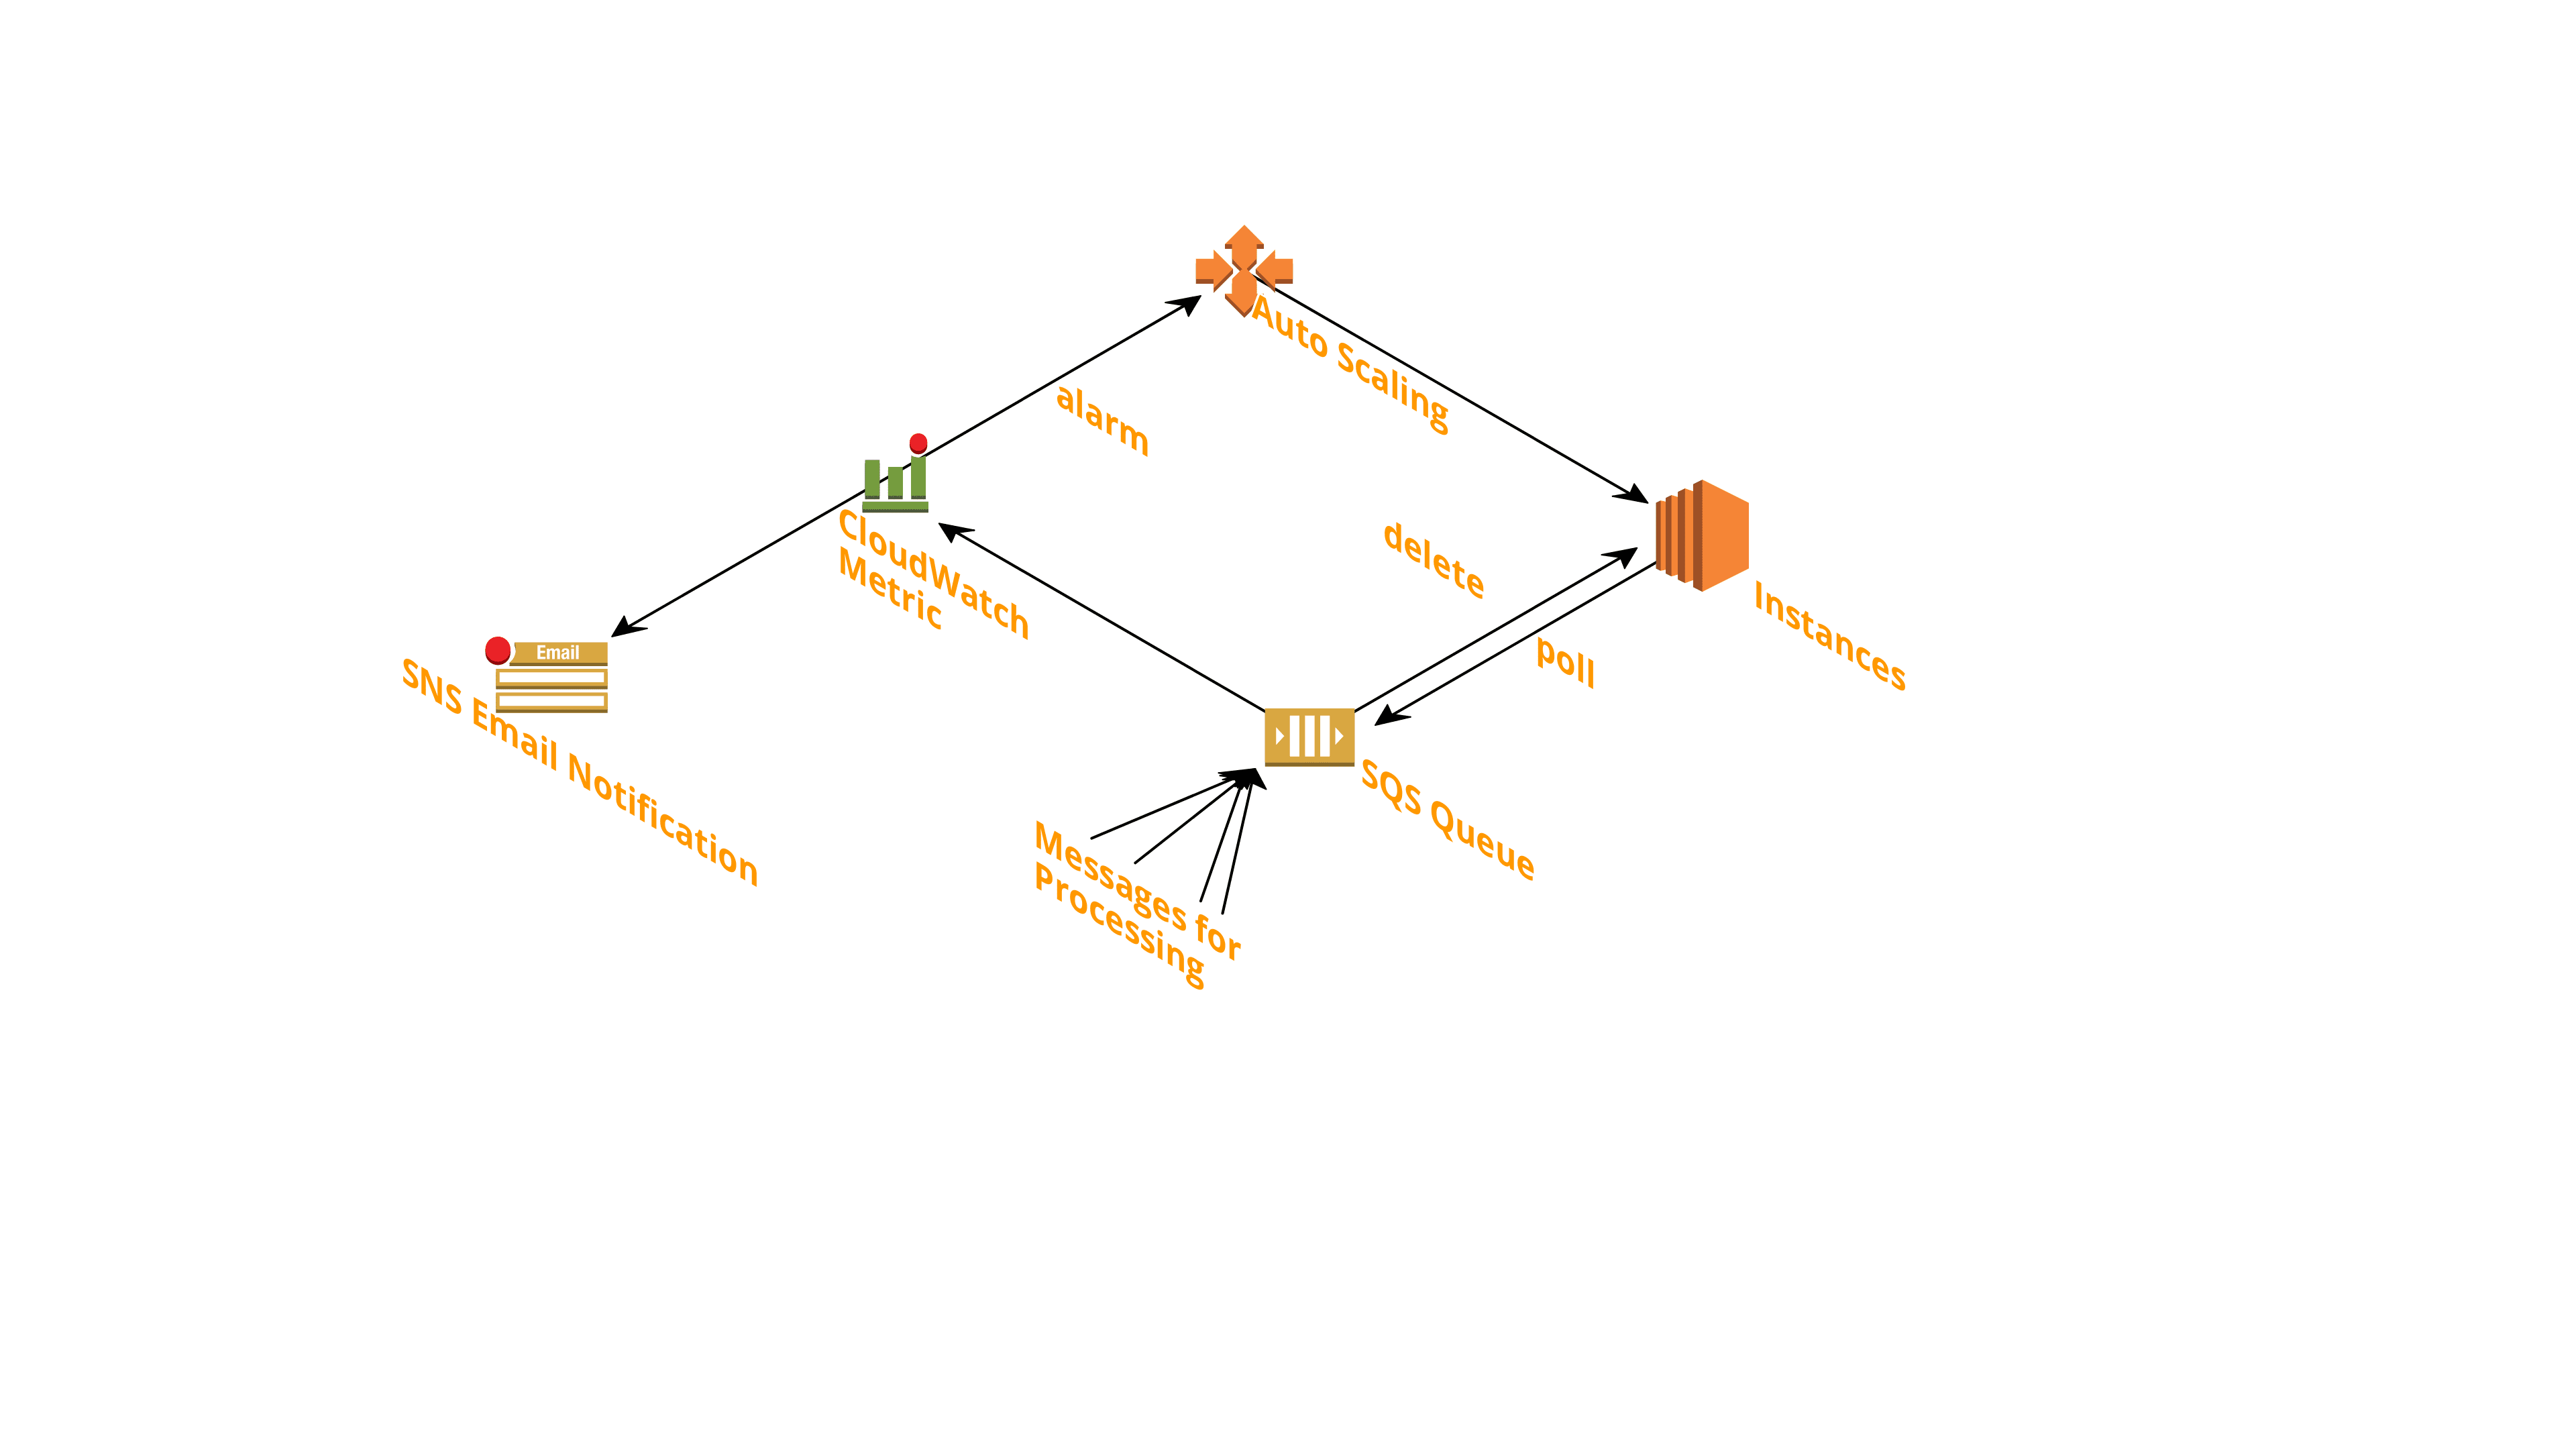 Auto Scaling
alarm
CloudWatch
Metric
delete
Instances
poll
Email
SNS Email Notification
SQS Queue
Messages for
Processing